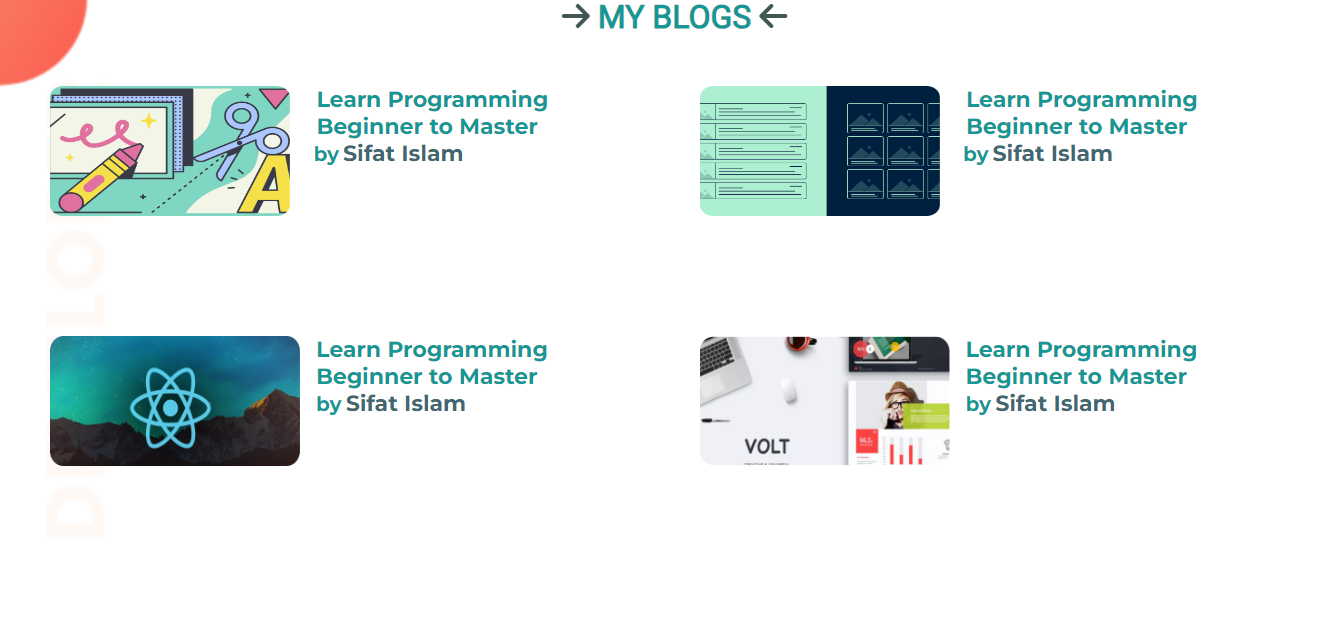 MY BLOGS
Learn Programming
Beginner to Master
by Sifat Islam
Learn Programming
Beginner to Master
by Sifat Islam
Learn Programming
Beginner to Master
by Sifat Islam
VOLT
Learn Programming
Beginner to Master
by Sifat Islam